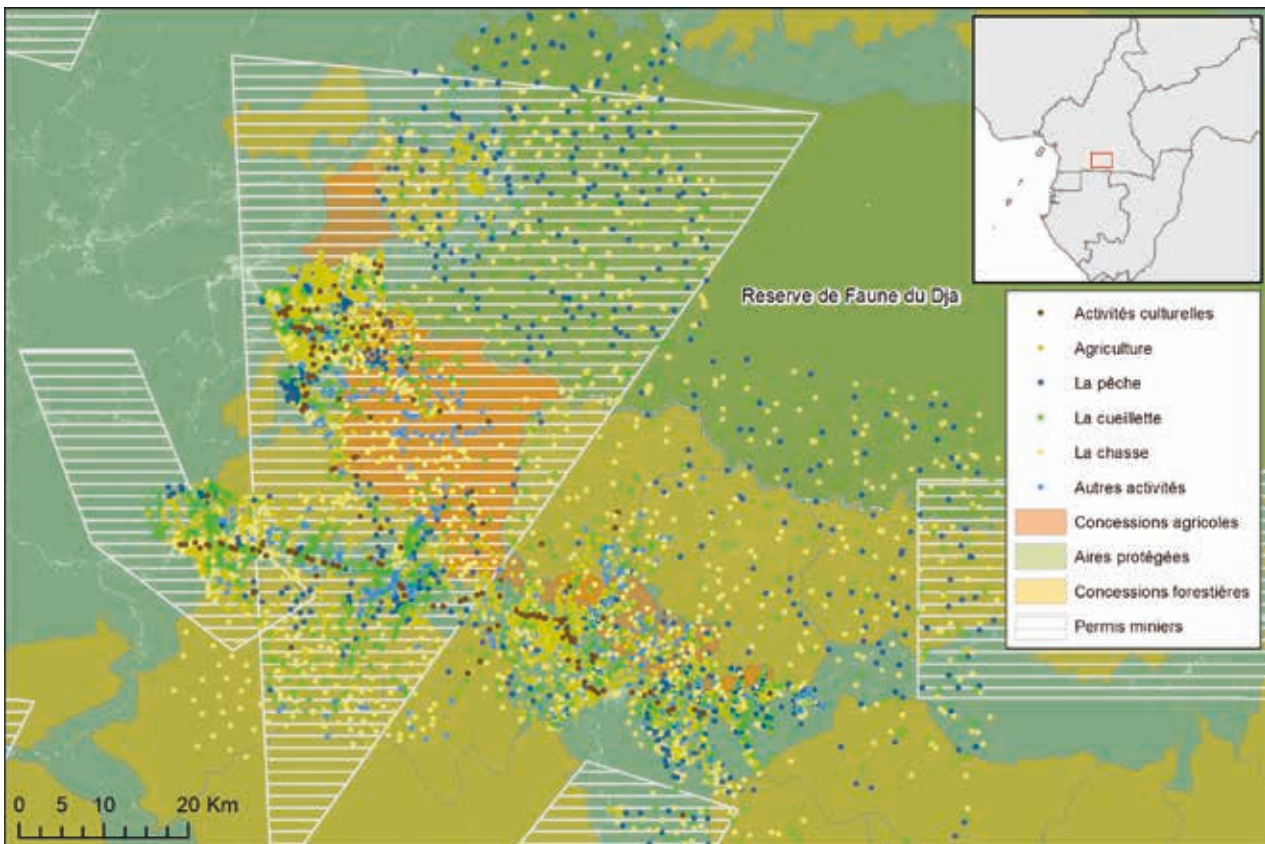 Reserve de Faune du Dja
Activités culturelles
Agriculture
La pêche
La cueillette
La chasse
Autres activités
Concessions agricoles
Aires protégées
Concessions forestières
Permis miniers
0 5 10 20 Km